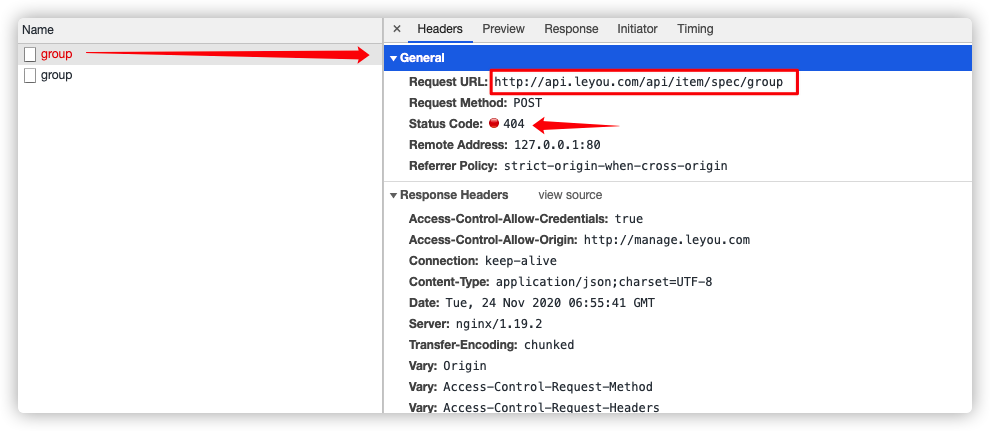 Name
group
group
× Headers Preview Response Initiator Timing
General
Request URL: http://api.leyou.com/api/item/spec/group
Request Method: POST
Status Code: 404
Remote Address: 127.0.0.1:80
Referrer Policy: strict-origin-when-cross-origin
Response Headers view source
Access-Control-Allow-Credentials: true
Access-Control-Allow-Origin: http://manage.leyou.com
Connection: keep-alive
Content-Type: application/json;charset=UTF-8
Date: Tue, 24 Nov 2020 06:55:41 GMT
Server: nginx/1.19.2
Transfer-Encoding: chunked
Vary: Origin
Vary: Access-Control-Request-Method
Vary: Access-Control-Request-Headers